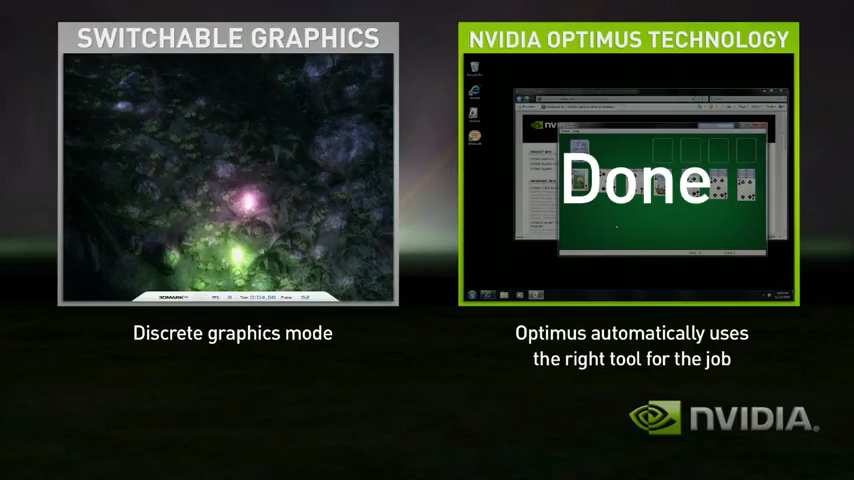 SWITCHABLE GRAPHICS
NVIDIA OPTIMUS TECHNOLOGY
Done
Discrete graphics mode
Optimus automatically uses
the right tool for the job
NVIDIA